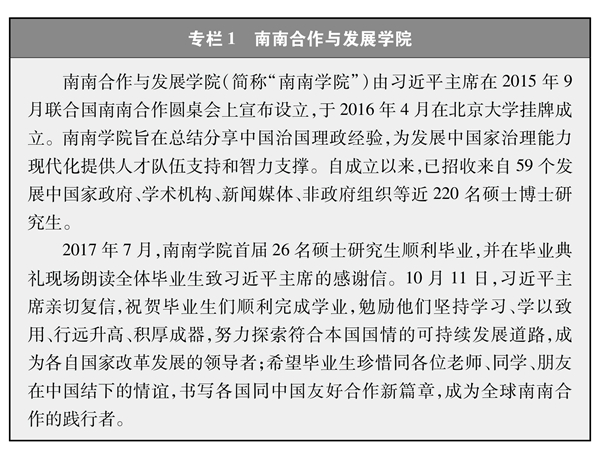 专栏1　南南合作与发展学院
南南合作与发展学院(简称“南南学院”)由习近平主席在2015年9
月联合国南南合作圆桌会上宣布设立,于2016年4月在北京大学挂牌成
立。南南学院旨在总结分享中国治国理政经验,为发展中国家治理能力
现代化提供人才队伍支持和智力支撑。自成立以来,已招收来自59个发
展中国家政府、学术机构、新闻媒体、非政府组织等近220名硕士博士研
究生。
2017年7月,南南学院首届26名硕士研究生顺利毕业,并在毕业典
礼现场朗读全体毕业生致习近平主席的感谢信。10月11日,习近平主
席亲切复信,祝贺毕业生们顺利完成学业,勉励他们坚持学习、学以致
用、行远升高、积厚成器,努力探索符合本国国情的可持续发展道路,成
为各自国家改革发展的领导者;希望毕业生珍惜同各位老师、同学、朋友
在中国结下的情谊,书写各国同中国友好合作新篇章,成为全球南南合
作的践行者。